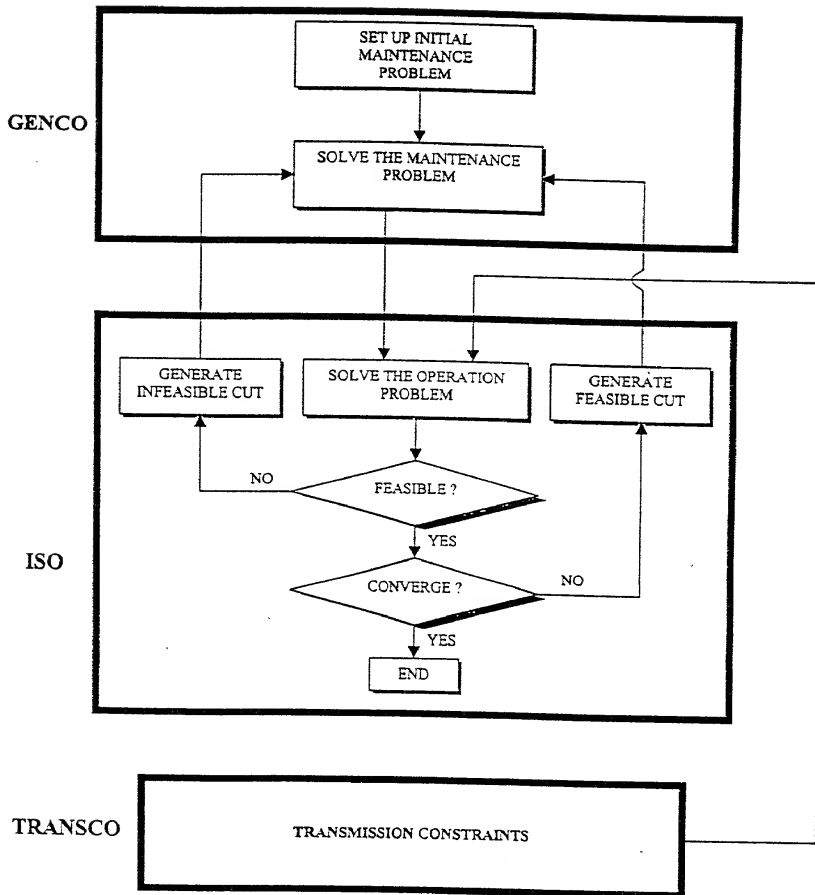 SET UP INITIAL
MAINTENANCE
PROBLEM
GENCO
SOLVE THE MAINTENANCE
PROBLEM
GENERATE
INFEASIBLE CUT
SOLVE THE OPERATION
PROBLEM
GENERATE
FEASIBLE CUT
NO
FEASIBLE ?
YES
ISO
CONVERGE ?
NO
YES
END
TRANSCO
TRANSMISSION CONSTRAINTS